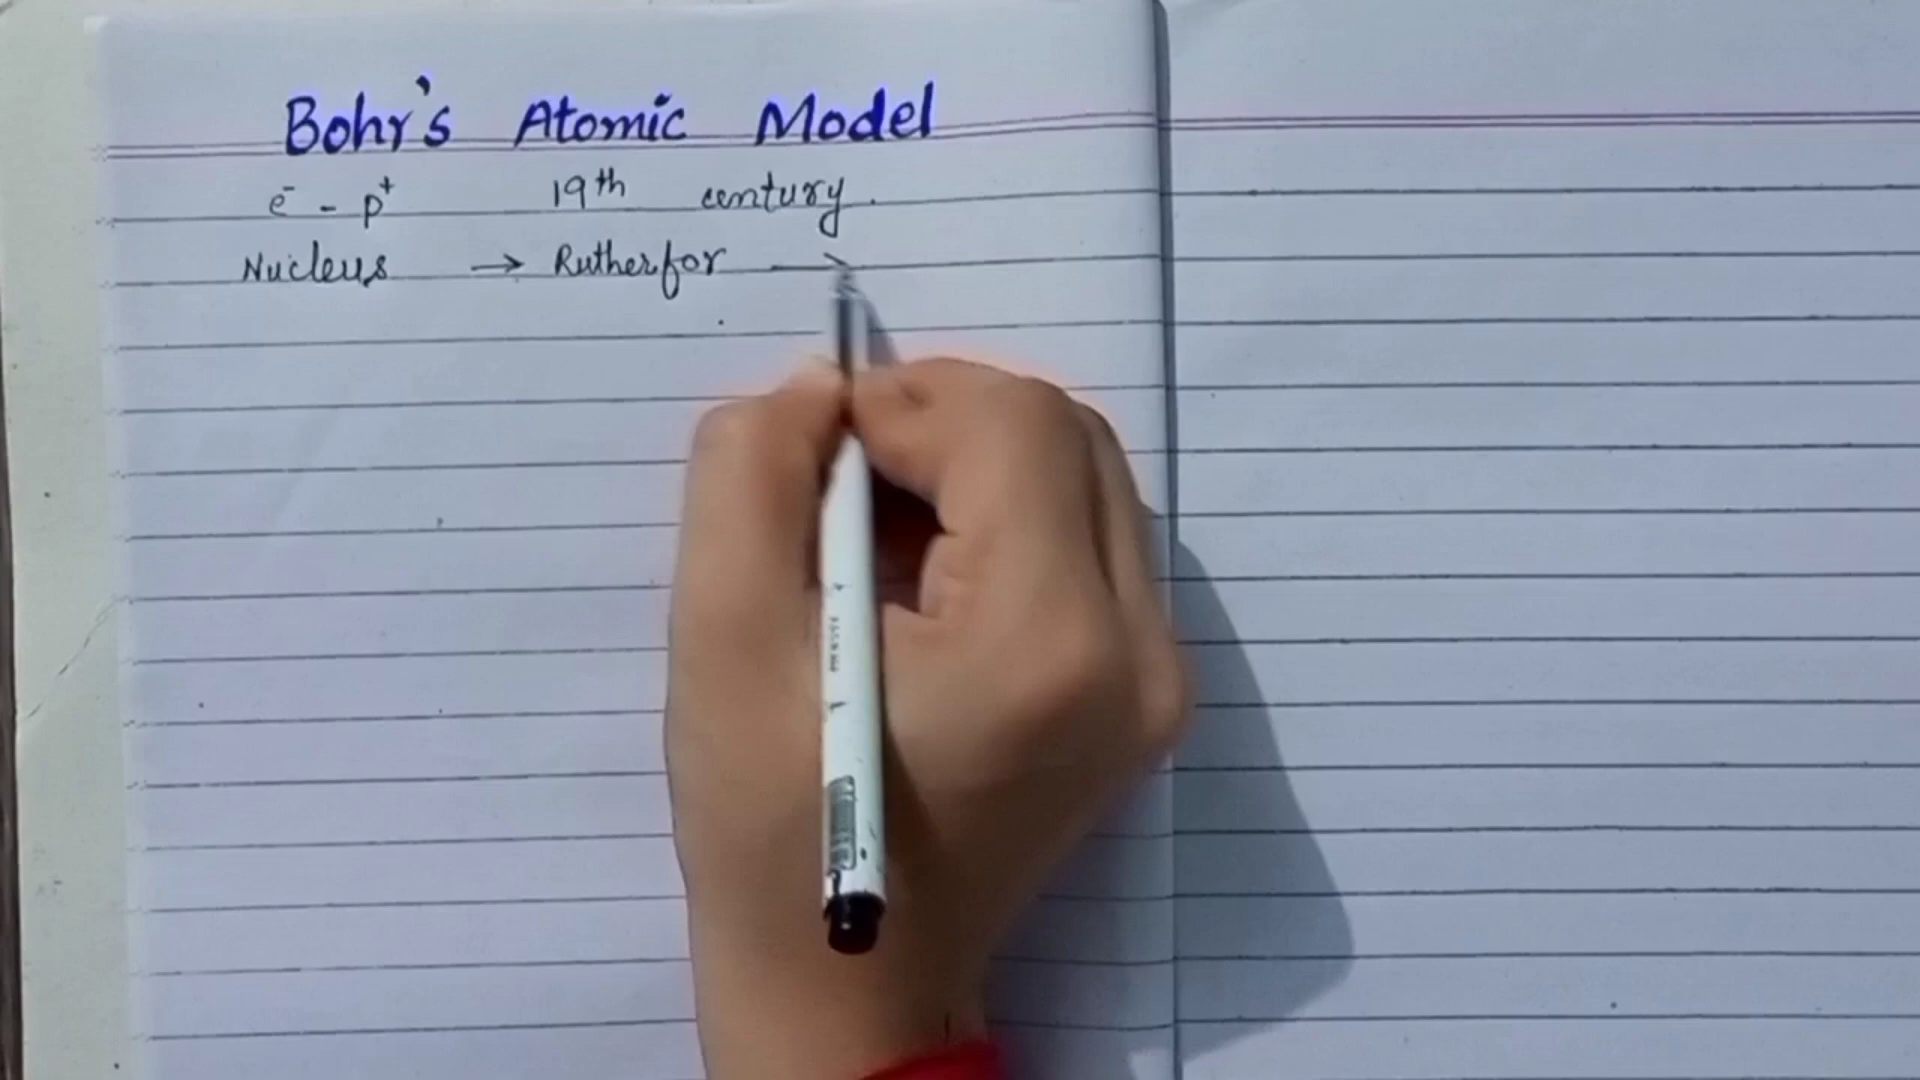 Bohr's Atomic Model
e⁻ - p⁺ 19th century.
Nucleus → Rutherfor →